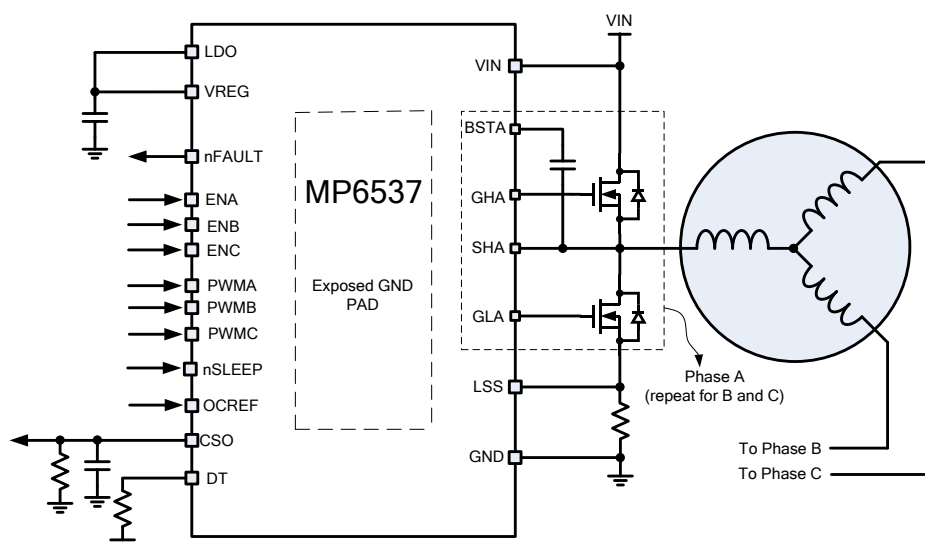 LDO
VREG
nFAULT
ENA
ENB
ENC
PWMA
PWMB
PWMC
nSLEEP
OCREF
CSO
DT
MP6537
Exposed GND
PAD
VIN
VIN
BSTA
GHA
SHA
GLA
LSS
GND
Phase A
(repeat for B and C)
To Phase B
To Phase C